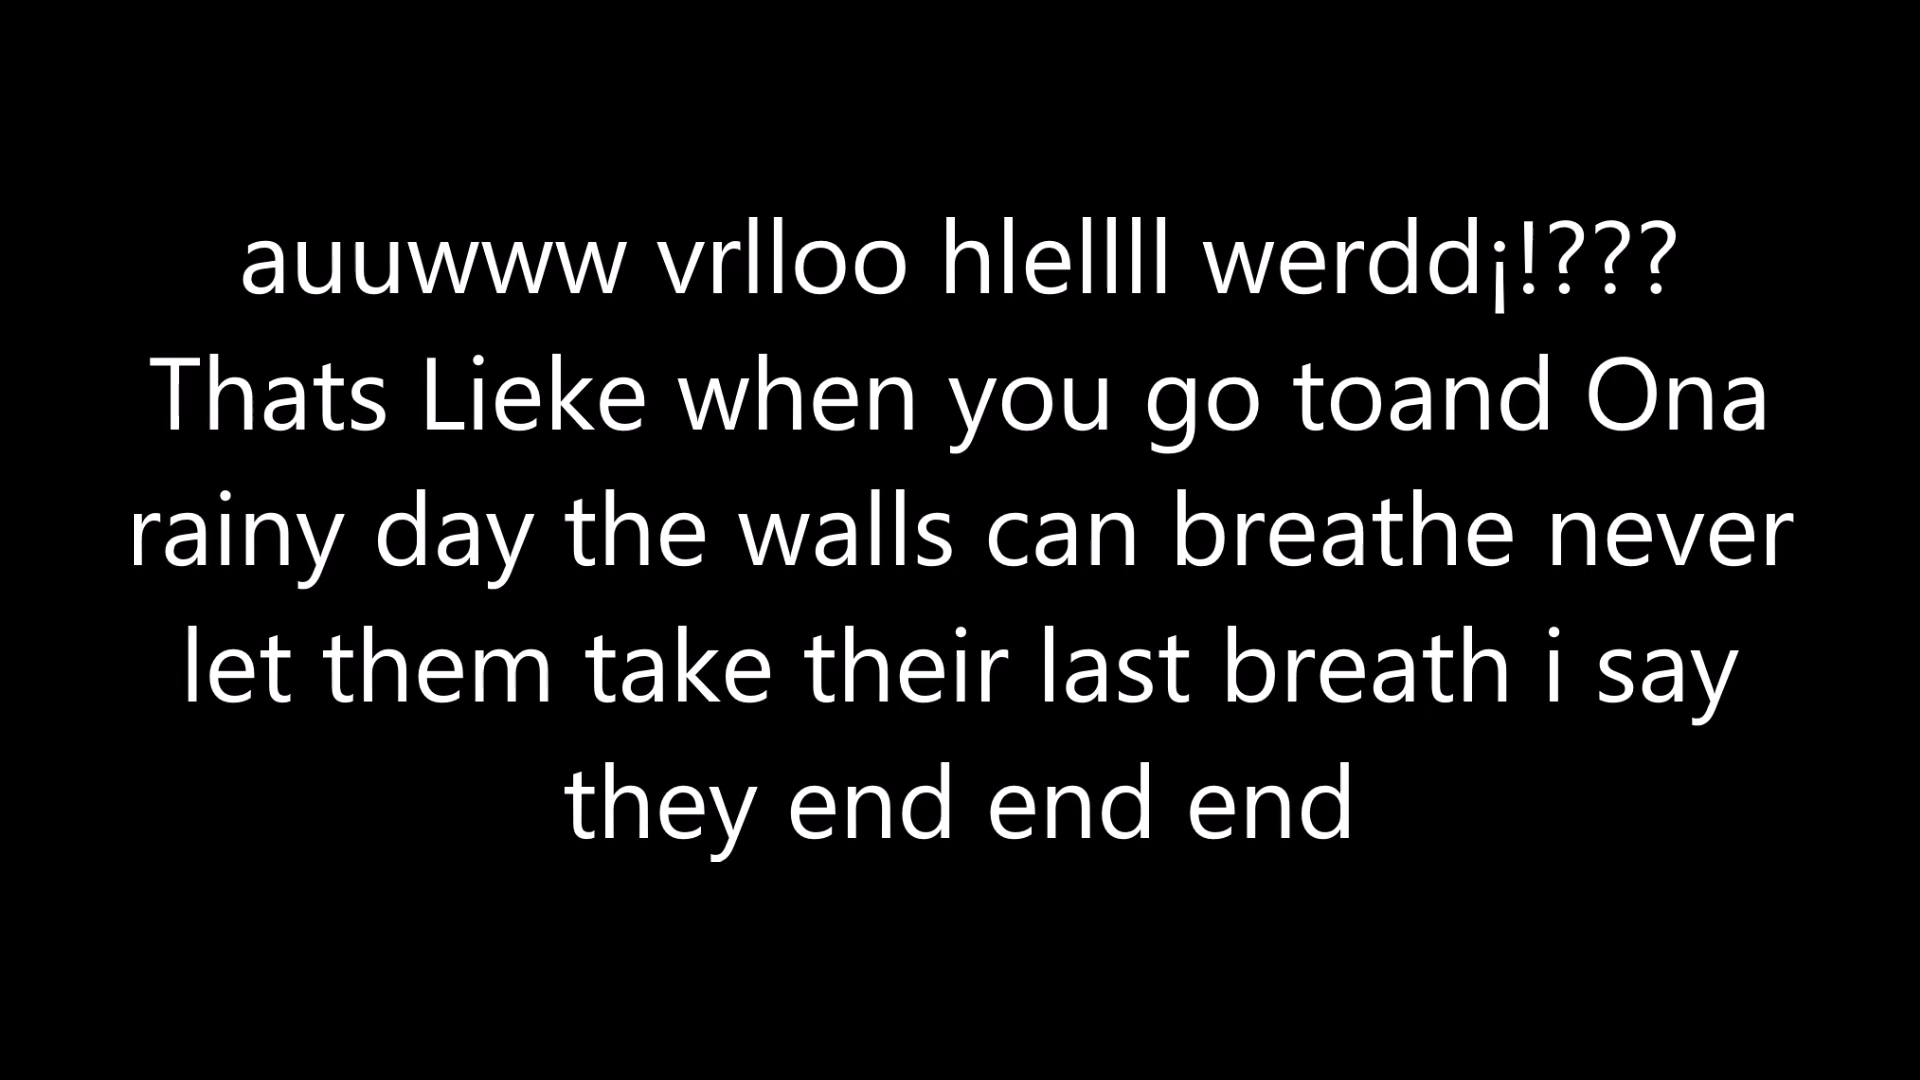 auuwww vrlloo hlellll werdd¡!???
Thats Lieke when you go toand Ona
rainy day the walls can breathe never
let them take their last breath i say
they end end end